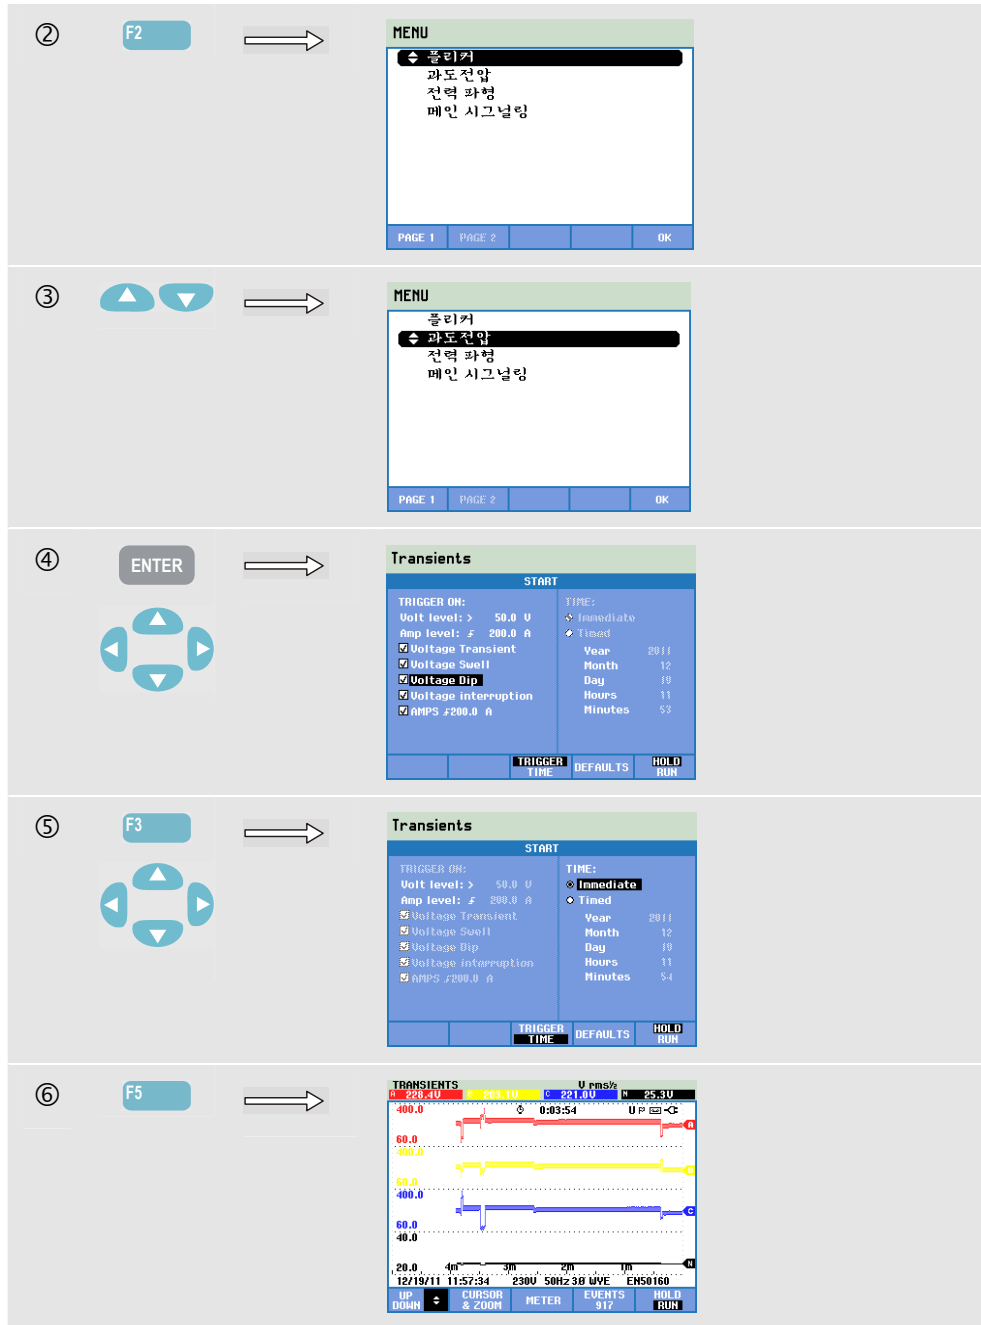 ②
F2
MENU
플리커
과도전압
전력 파형
메인 시그널링
PAGE 1 PAGE 2 OK
③
MENU
플리커
과도전압
전력 파형
메인 시그널링
PAGE 1 PAGE 2 OK
④
ENTER
Transients
START
TRIGGER ON: TIME:
Volt level: > 50.0 V Immediate
Amp level: 200.0 A Timed
Voltage Transient Year 2011
Voltage Swell Month 12
Voltage Dip Day 19
Voltage interruption Hours 11
AMPS 200.0 A Minutes 53
TRIGGER TIME DEFAULTS HOLD RUN
⑤
F3
Transients
START
TRIGGER ON: TIME:
Volt level: > 50.0 V Immediate
Amp level: 200.0 A Timed
Voltage Transient Year 2011
Voltage Swell Month 12
Voltage Dip Day 19
Voltage interruption Hours 11
AMPS 200.0 A Minutes 54
TRIGGER TIME DEFAULTS HOLD RUN
⑥
F5
TRANSIENTS U rms½
A 228.4U 203.1U C 221.0U N 25.3U
400.0 0:03:54 U
A
60.0
400.0
60.0
400.0
C
60.0
40.0
N
20.0 4m 3m 2m 1m
12/19/11 11:57:34 230V 50Hz 3Ø WYE EN50160
UP DOWN CURSOR & ZOOM METER EVENTS 917 HOLD RUN